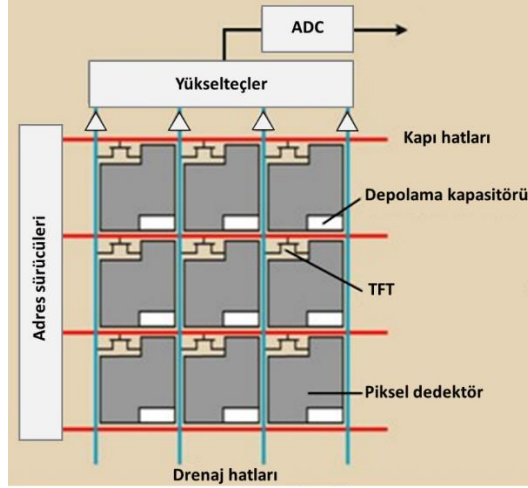 ADC
Yükselteçler
Kapı hatları
Adres sürücüleri
Depolama kapasitörü
TFT
Piksel dedektör
Drenaj hatları